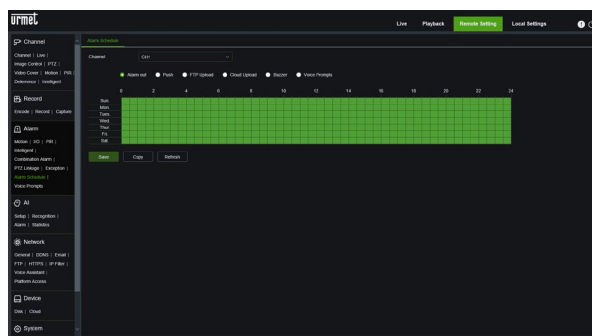 urmet
Live Playback Remote Setting Local Settings
Channel
Channel | Live |
Image Control | PTZ |
Video Cover | Motion | PIR |
Deterrence | Intelligent
Record
Encode | Record | Capture
Alarm
Motion | I/O | PIR |
Intelligent |
Combination Alarm |
PTZ Linkage | Exception |
Alarm Schedule |
Voice Prompts
AI
Setup | Recognition |
Alarm | Statistics
Network
General | DDNS | Email |
FTP | HTTPS | IP Filter |
Voice Assistant |
Platform Access
Device
Disk | Cloud
System
Alarm Schedule
Channel CH1
Alarm out Push FTP Upload Cloud Upload Buzzer Voice Prompts
0 2 4 6 8 10 12 14 16 18 20 22 24
Sun.
Mon.
Tues.
Wed.
Thur.
Fri.
Sat.
Save Copy Refresh